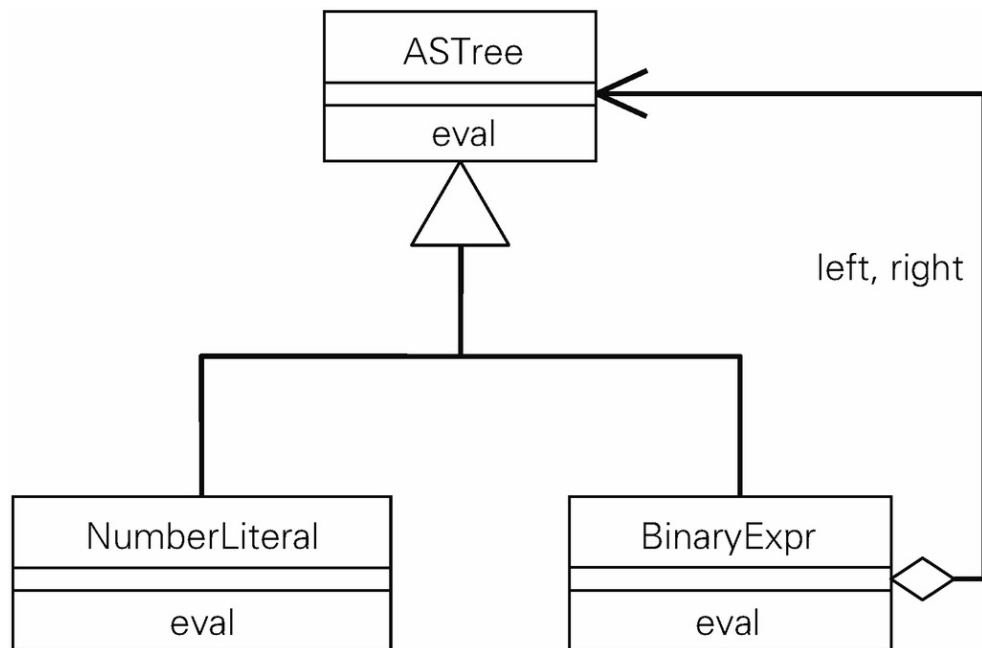 ASTree
eval
left, right
NumberLiteral
BinaryExpr
eval
eval